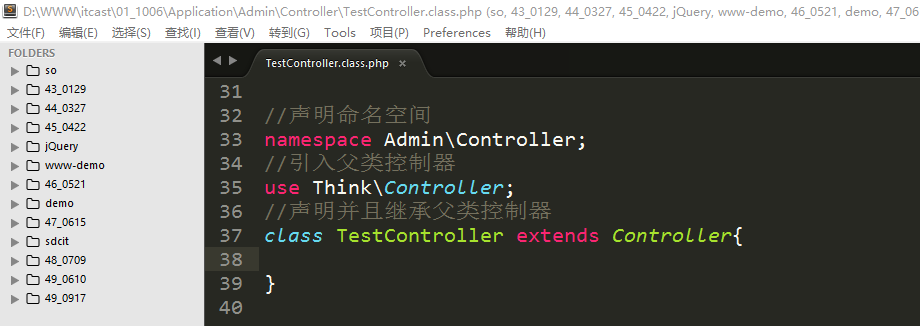 D:\WWW\itcast\01_1006\Application\Admin\Controller\TestController.class.php (so, 43_0129, 44_0327, 45_0422, jQuery, www-demo, 46_0521, demo, 47_06
文件(F) 编辑(E) 选择(S) 查找(I) 查看(V) 转到(G) Tools 项目(P) Preferences 帮助(H)
FOLDERS
so
43_0129
44_0327
45_0422
jQuery
www-demo
46_0521
demo
47_0615
sdcit
48_0709
49_0610
49_0917
TestController.class.php ×
31
32 //声明命名空间
33 namespace Admin\Controller;
34 //引入父类控制器
35 use Think\Controller;
36 //声明并且继承父类控制器
37 class TestController extends Controller{
38
39 }
40